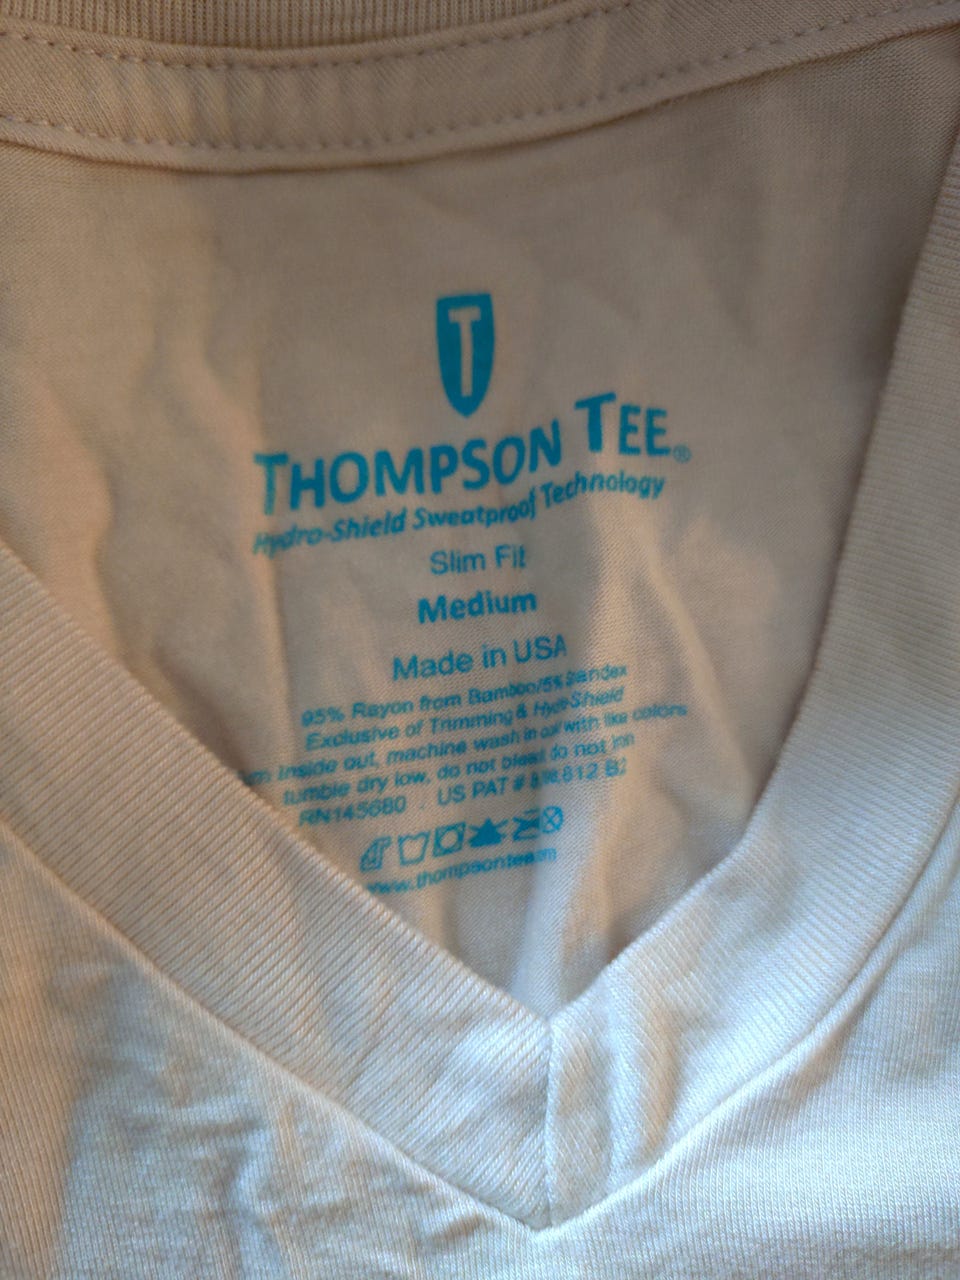 T
THOMPSON TEE®
Hydro-Shield Sweatproof Technology
Slim Fit
Medium
Made in USA
95% Rayon from Bamboo/5% Spandex
Exclusive of Trimming & Hydro-Shield
inside out, machine wash in with like colors
tumble dry low, do not bleach do not iron
RN145680 US PAT # B2